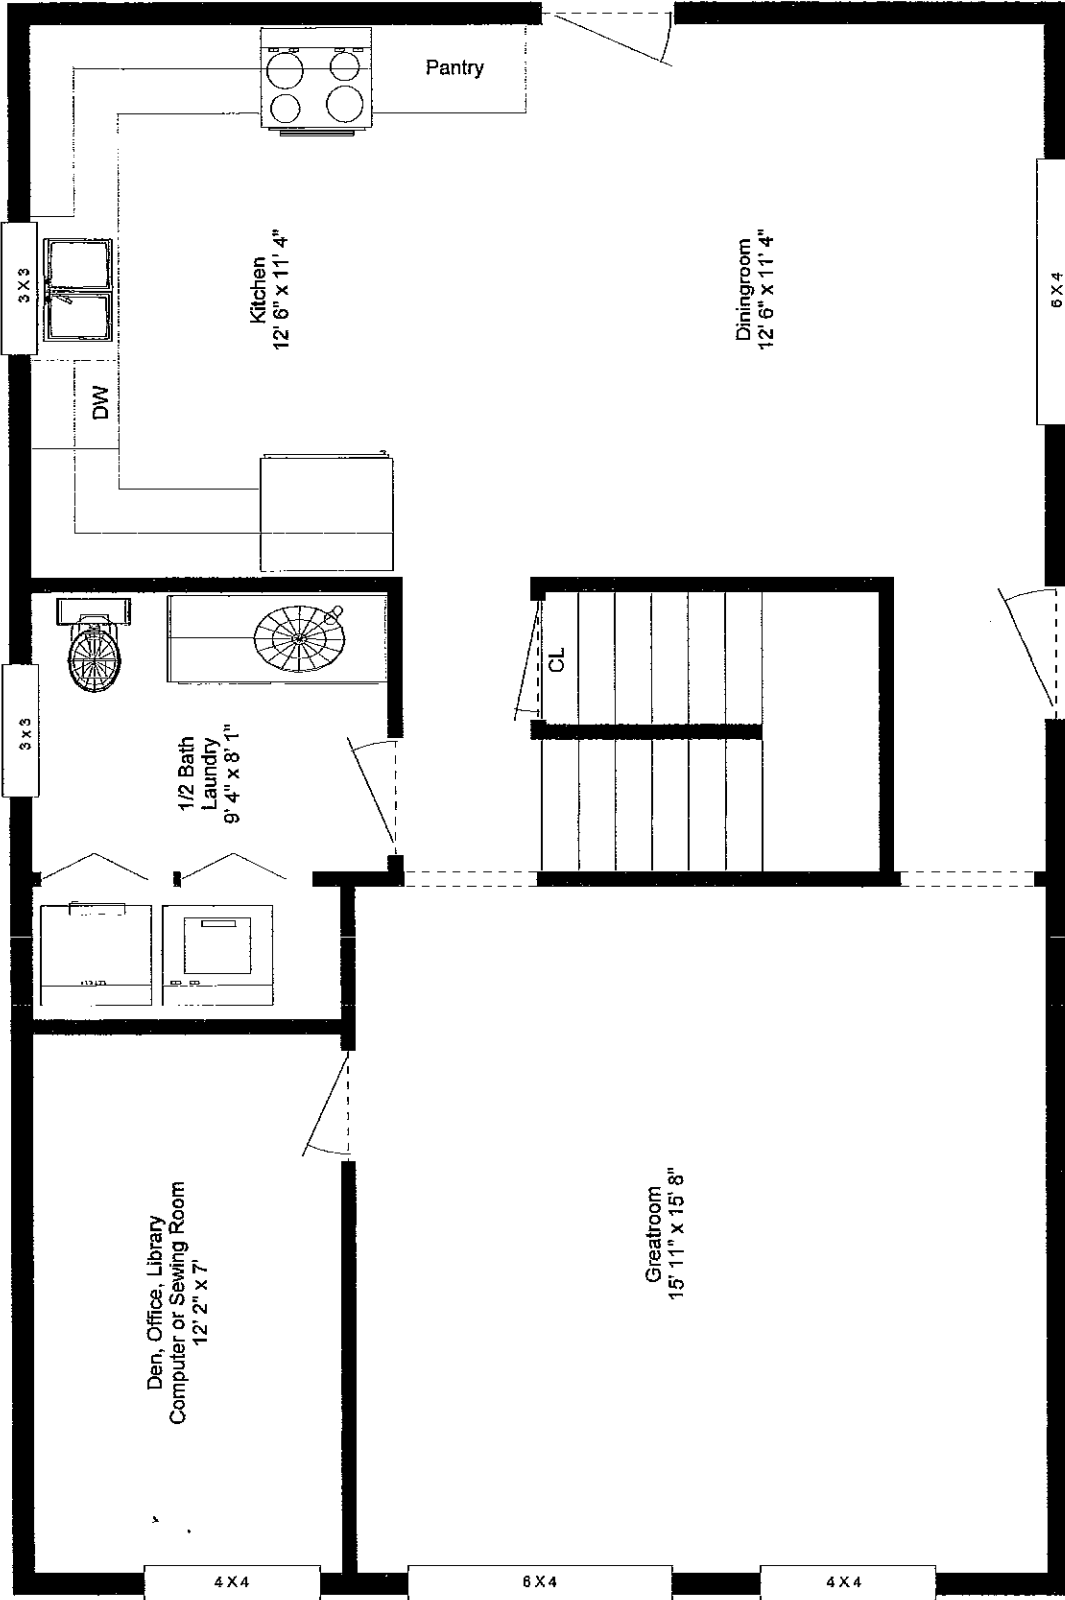 Pantry
3 X 3
Kitchen
12' 6" x 11' 4"
Diningroom
12' 6" x 11' 4"
6 X 4
DW
CL
3 X 3
1/2 Bath
Laundry
9' 4" x 8' 1"
Den, Office, Library
Computer or Sewing Room
12' 2" x 7'
Greatroom
15' 11" x 15' 8"
4 X 4
6 X 4
4 X 4